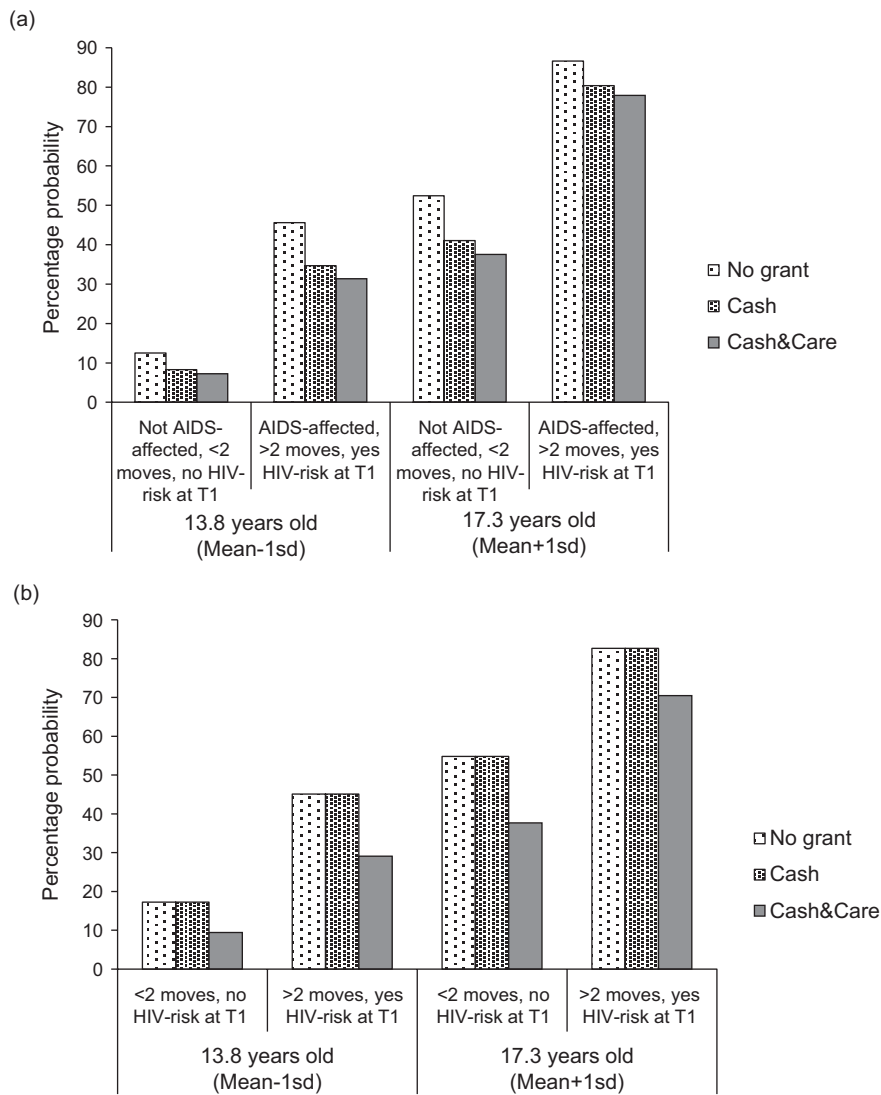 (a)
Percentage probability
90
80
70
60
50
40
30
20
10
0
Not AIDS-
affected, <2
moves, no HIV-
risk at T1
AIDS-affected,
>2 moves, yes
HIV-risk at T1
Not AIDS-
affected, <2
moves, no HIV-
risk at T1
AIDS-affected,
>2 moves, yes
HIV-risk at T1
13.8 years old
(Mean-1sd)
17.3 years old
(Mean+1sd)
No grant
Cash
Cash&Care
(b)
Percentage probability
90
80
70
60
50
40
30
20
10
0
<2 moves, no
HIV-risk at T1
>2 moves, yes
HIV-risk at T1
<2 moves, no
HIV-risk at T1
>2 moves, yes
HIV-risk at T1
13.8 years old
(Mean-1sd)
17.3 years old
(Mean+1sd)
No grant
Cash
Cash&Care